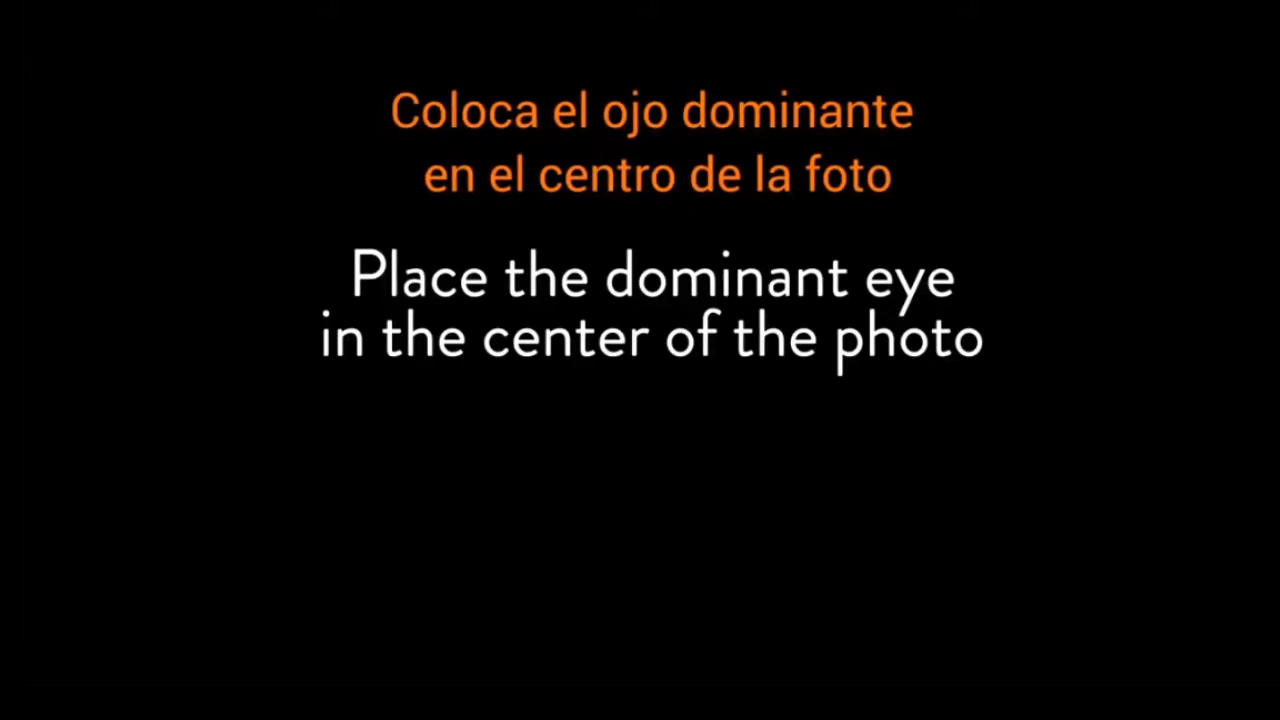 Coloca el ojo dominante
en el centro de la foto
Place the dominant eye
in the center of the photo